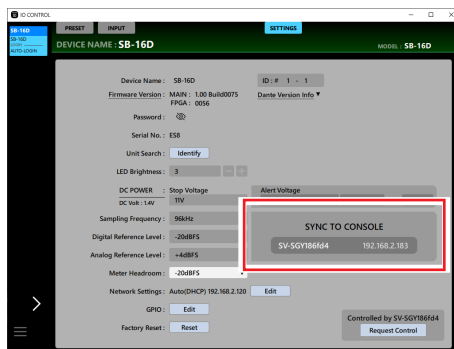 IO CONTROL
SB-16D
SB-16D
AUTO-LOGIN
PRESET INPUT SETTINGS
DEVICE NAME : SB-16D MODEL : SB-16D
Device Name : SB-16D ID : # 1 - 1
Firmware Version : MAIN : 1.00 Build0075 Dante Version Info ▼
FPGA : 0056
Password :
Serial No. : ES8
Unit Search : Identify
LED Brightness : 3 − +
DC POWER : Stop Voltage Alert Voltage
DC Volt : 1.4V 11V
Sampling Frequency : 96kHz
SYNC TO CONSOLE
Digital Reference Level : -20dBFS
SV-SGY186fd4 192.168.2.183
Analog Reference Level : +4dBFS
Meter Headroom : -20dBFS
Network Settings : Auto(DHCP) 192.168.2.120 Edit
GPIO : Edit
Controlled by SV-SGY186fd4
Factory Reset : Reset Request Control